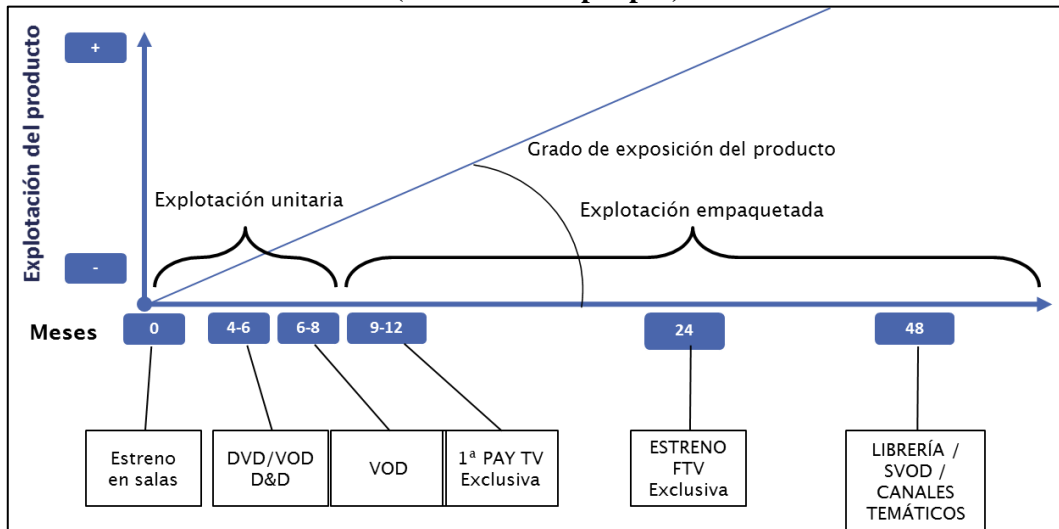 +
Explotación del producto
Grado de exposición del producto
Explotación unitaria
Explotación empaquetada
-
Meses
0
4-6
6-8
9-12
24
48
Estreno
en salas
DVD/VOD
D&D
VOD
1ª PAY TV
Exclusiva
ESTRENO
FTV
Exclusiva
LIBRERÍA /
SVOD /
CANALES
TEMÁTICOS